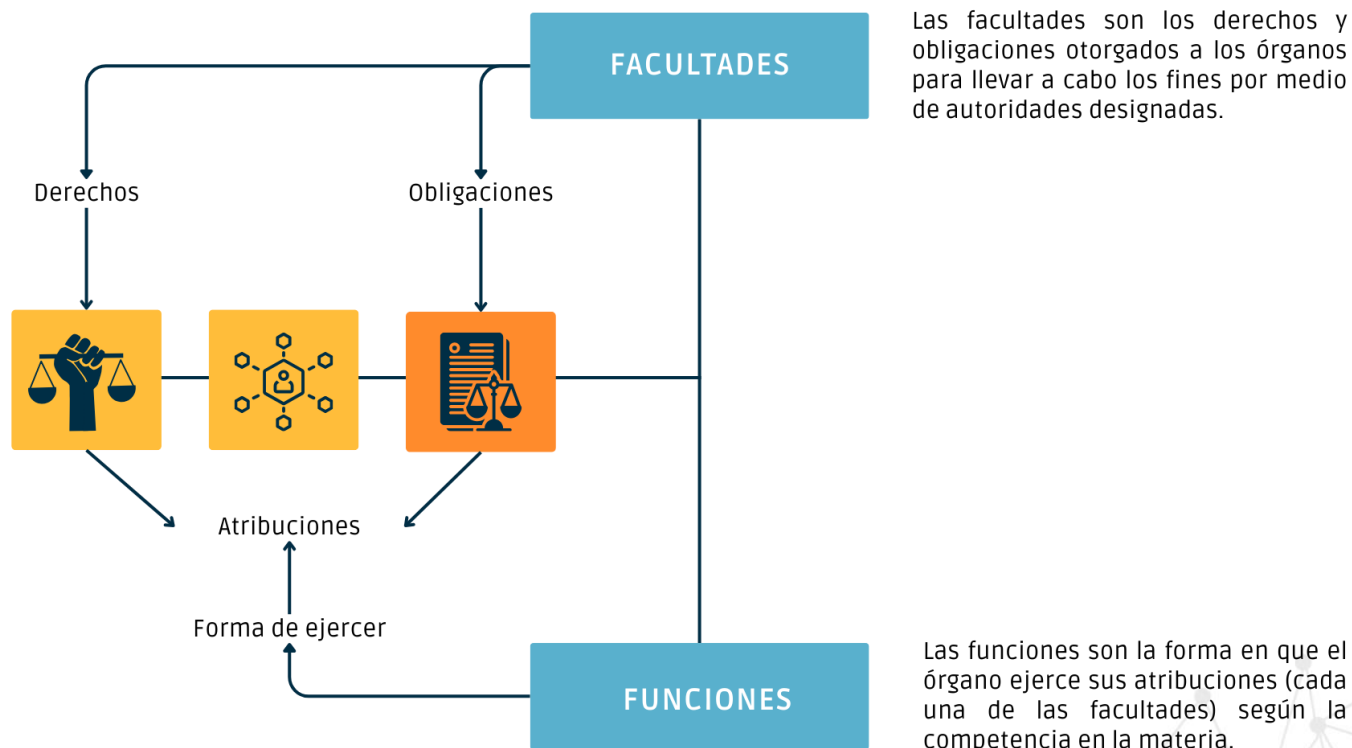 FACULTADES
Las facultades son los derechos y
obligaciones otorgados a los órganos
para llevar a cabo los fines por medio
de autoridades designadas.
Derechos
Obligaciones
Atribuciones
Forma de ejercer
FUNCIONES
Las funciones son la forma en que el
órgano ejerce sus atribuciones (cada
una de las facultades) según la
competencia en la materia.